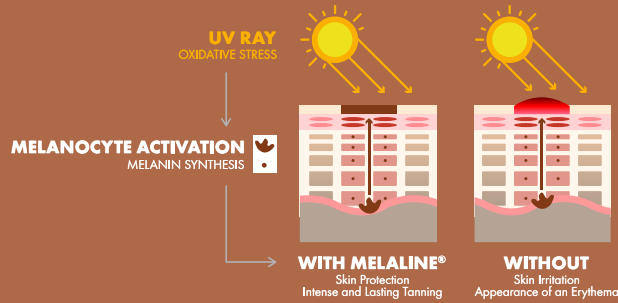 UV RAY
OXIDATIVE STRESS
MELANOCYTE ACTIVATION
MELANIN SYNTHESIS
WITH MELALINE®
Skin Protection
Intense and Lasting Tanning
WITHOUT
Skin Irritation
Appearance of an Erythema